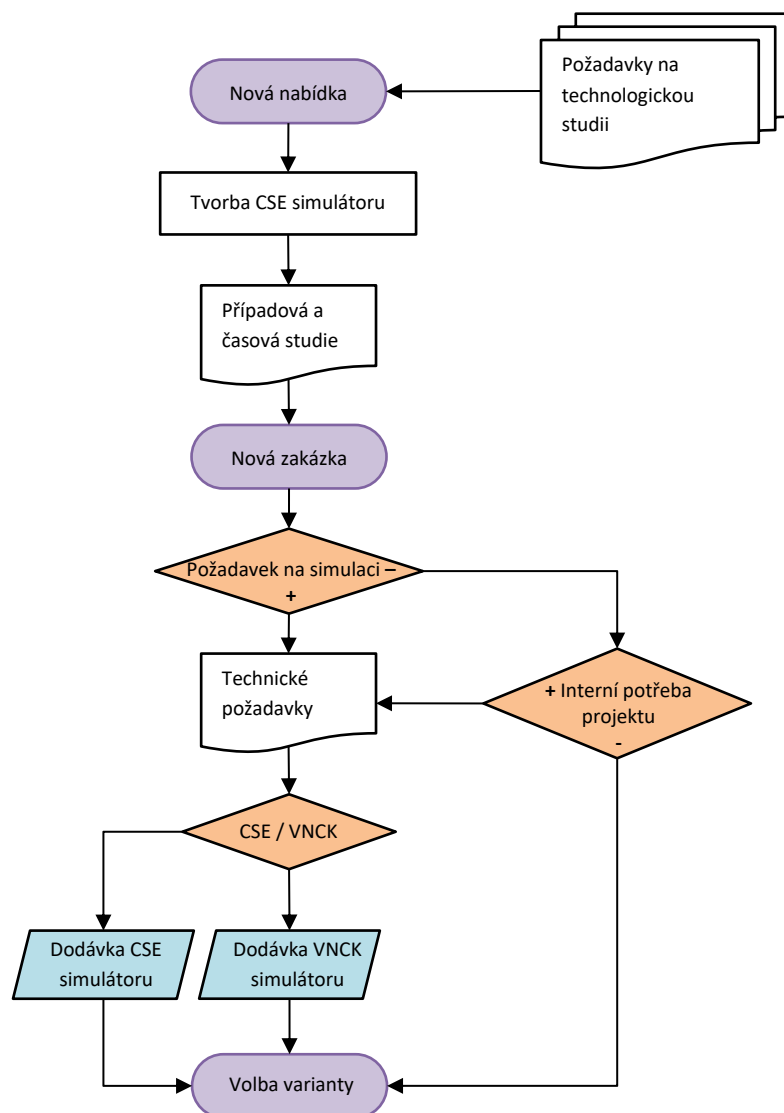 Nová nabídka
Požadavky na
technologickou
studii
Tvorba CSE simulátoru
Případová a
časová studie
Nová zakázka
Požadavek na simulaci –
+
Technické
požadavky
+ Interní potřeba
projektu
-
CSE / VNCK
Dodávka CSE
simulátoru
Dodávka VNCK
simulátoru
Volba varianty